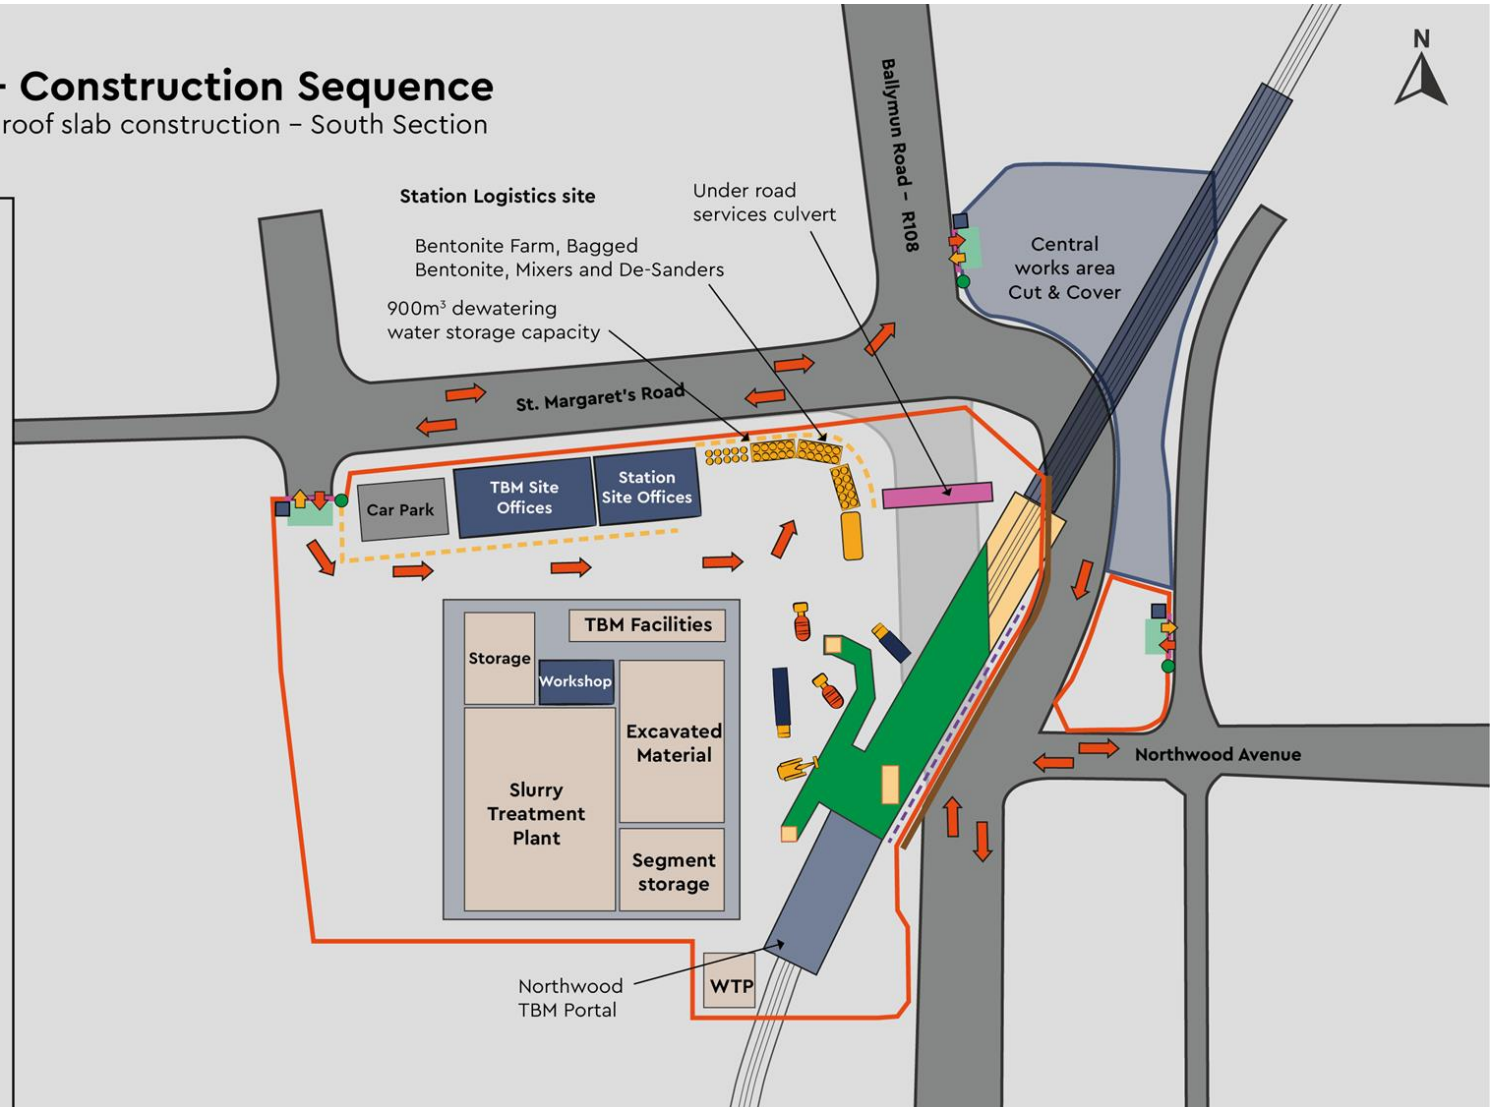 - Construction Sequence
roof slab construction – South Section
N
Ballymun Road – R108
Station Logistics site
Under road
services culvert
Bentonite Farm, Bagged
Bentonite, Mixers and De-Sanders
900m³ dewatering
water storage capacity
Central
works area
Cut & Cover
St. Margaret's Road
Car Park
TBM Site
Offices
Station
Site Offices
TBM Facilities
Storage
Workshop
Excavated
Material
Slurry
Treatment
Plant
Segment
storage
Northwood Avenue
WTP
Northwood
TBM Portal